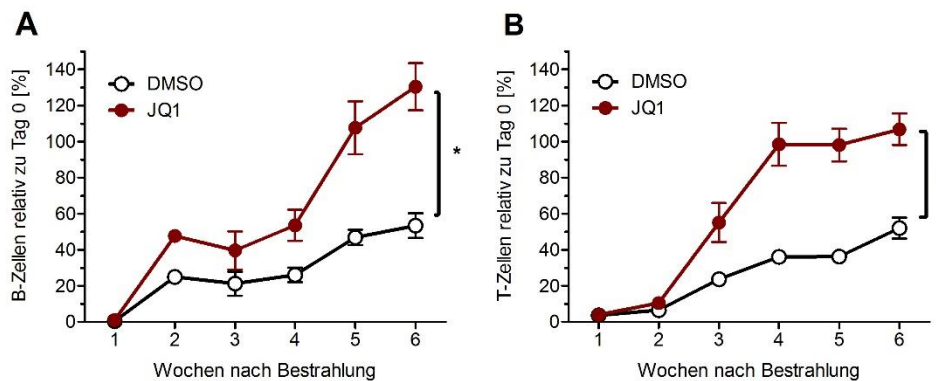 A
B-Zellen relativ zu Tag 0 [%]
140
120
100
80
60
40
20
0
DMSO
JQ1
*
1 2 3 4 5 6
Wochen nach Bestrahlung
B
T-Zellen relativ zu Tag 0 [%]
140
120
100
80
60
40
20
0
DMSO
JQ1
1 2 3 4 5 6
Wochen nach Bestrahlung